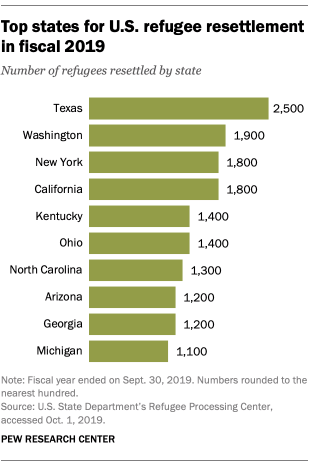 Top states for U.S. refugee resettlement
in fiscal 2019
Number of refugees resettled by state
Texas 2,500
Washington 1,900
New York 1,800
California 1,800
Kentucky 1,400
Ohio 1,400
North Carolina 1,300
Arizona 1,200
Georgia 1,200
Michigan 1,100
Note: Fiscal year ended on Sept. 30, 2019. Numbers rounded to the
nearest hundred.
Source: U.S. State Department's Refugee Processing Center,
accessed Oct. 1, 2019.
PEW RESEARCH CENTER